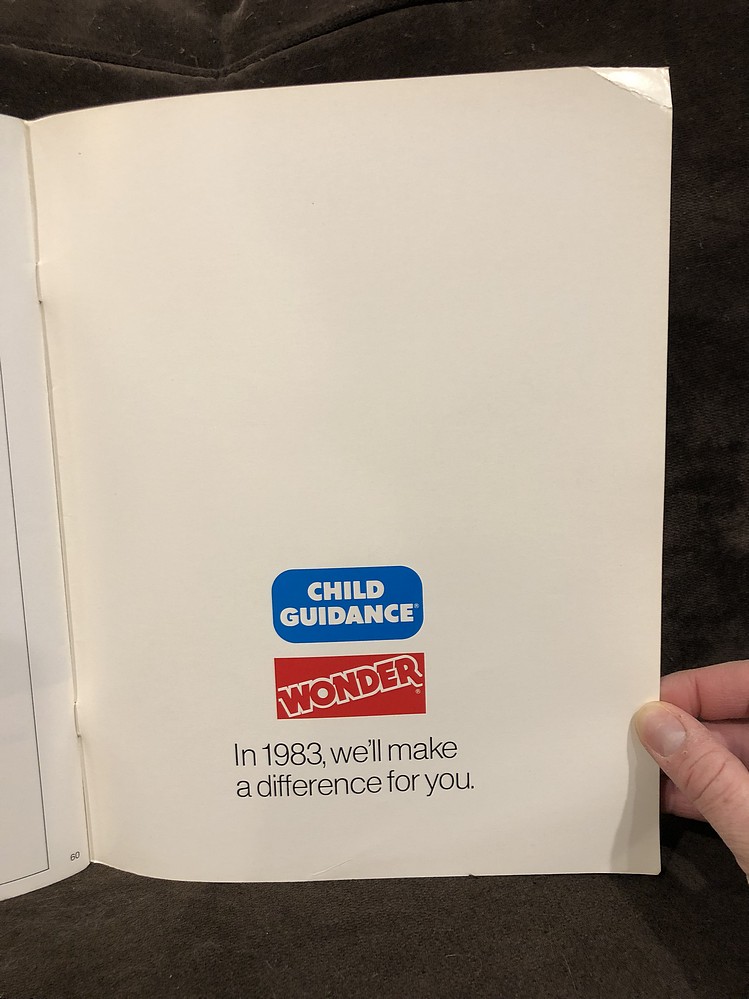 CHILD
GUIDANCE®
WONDER®
In 1983, we'll make
a difference for you.
60